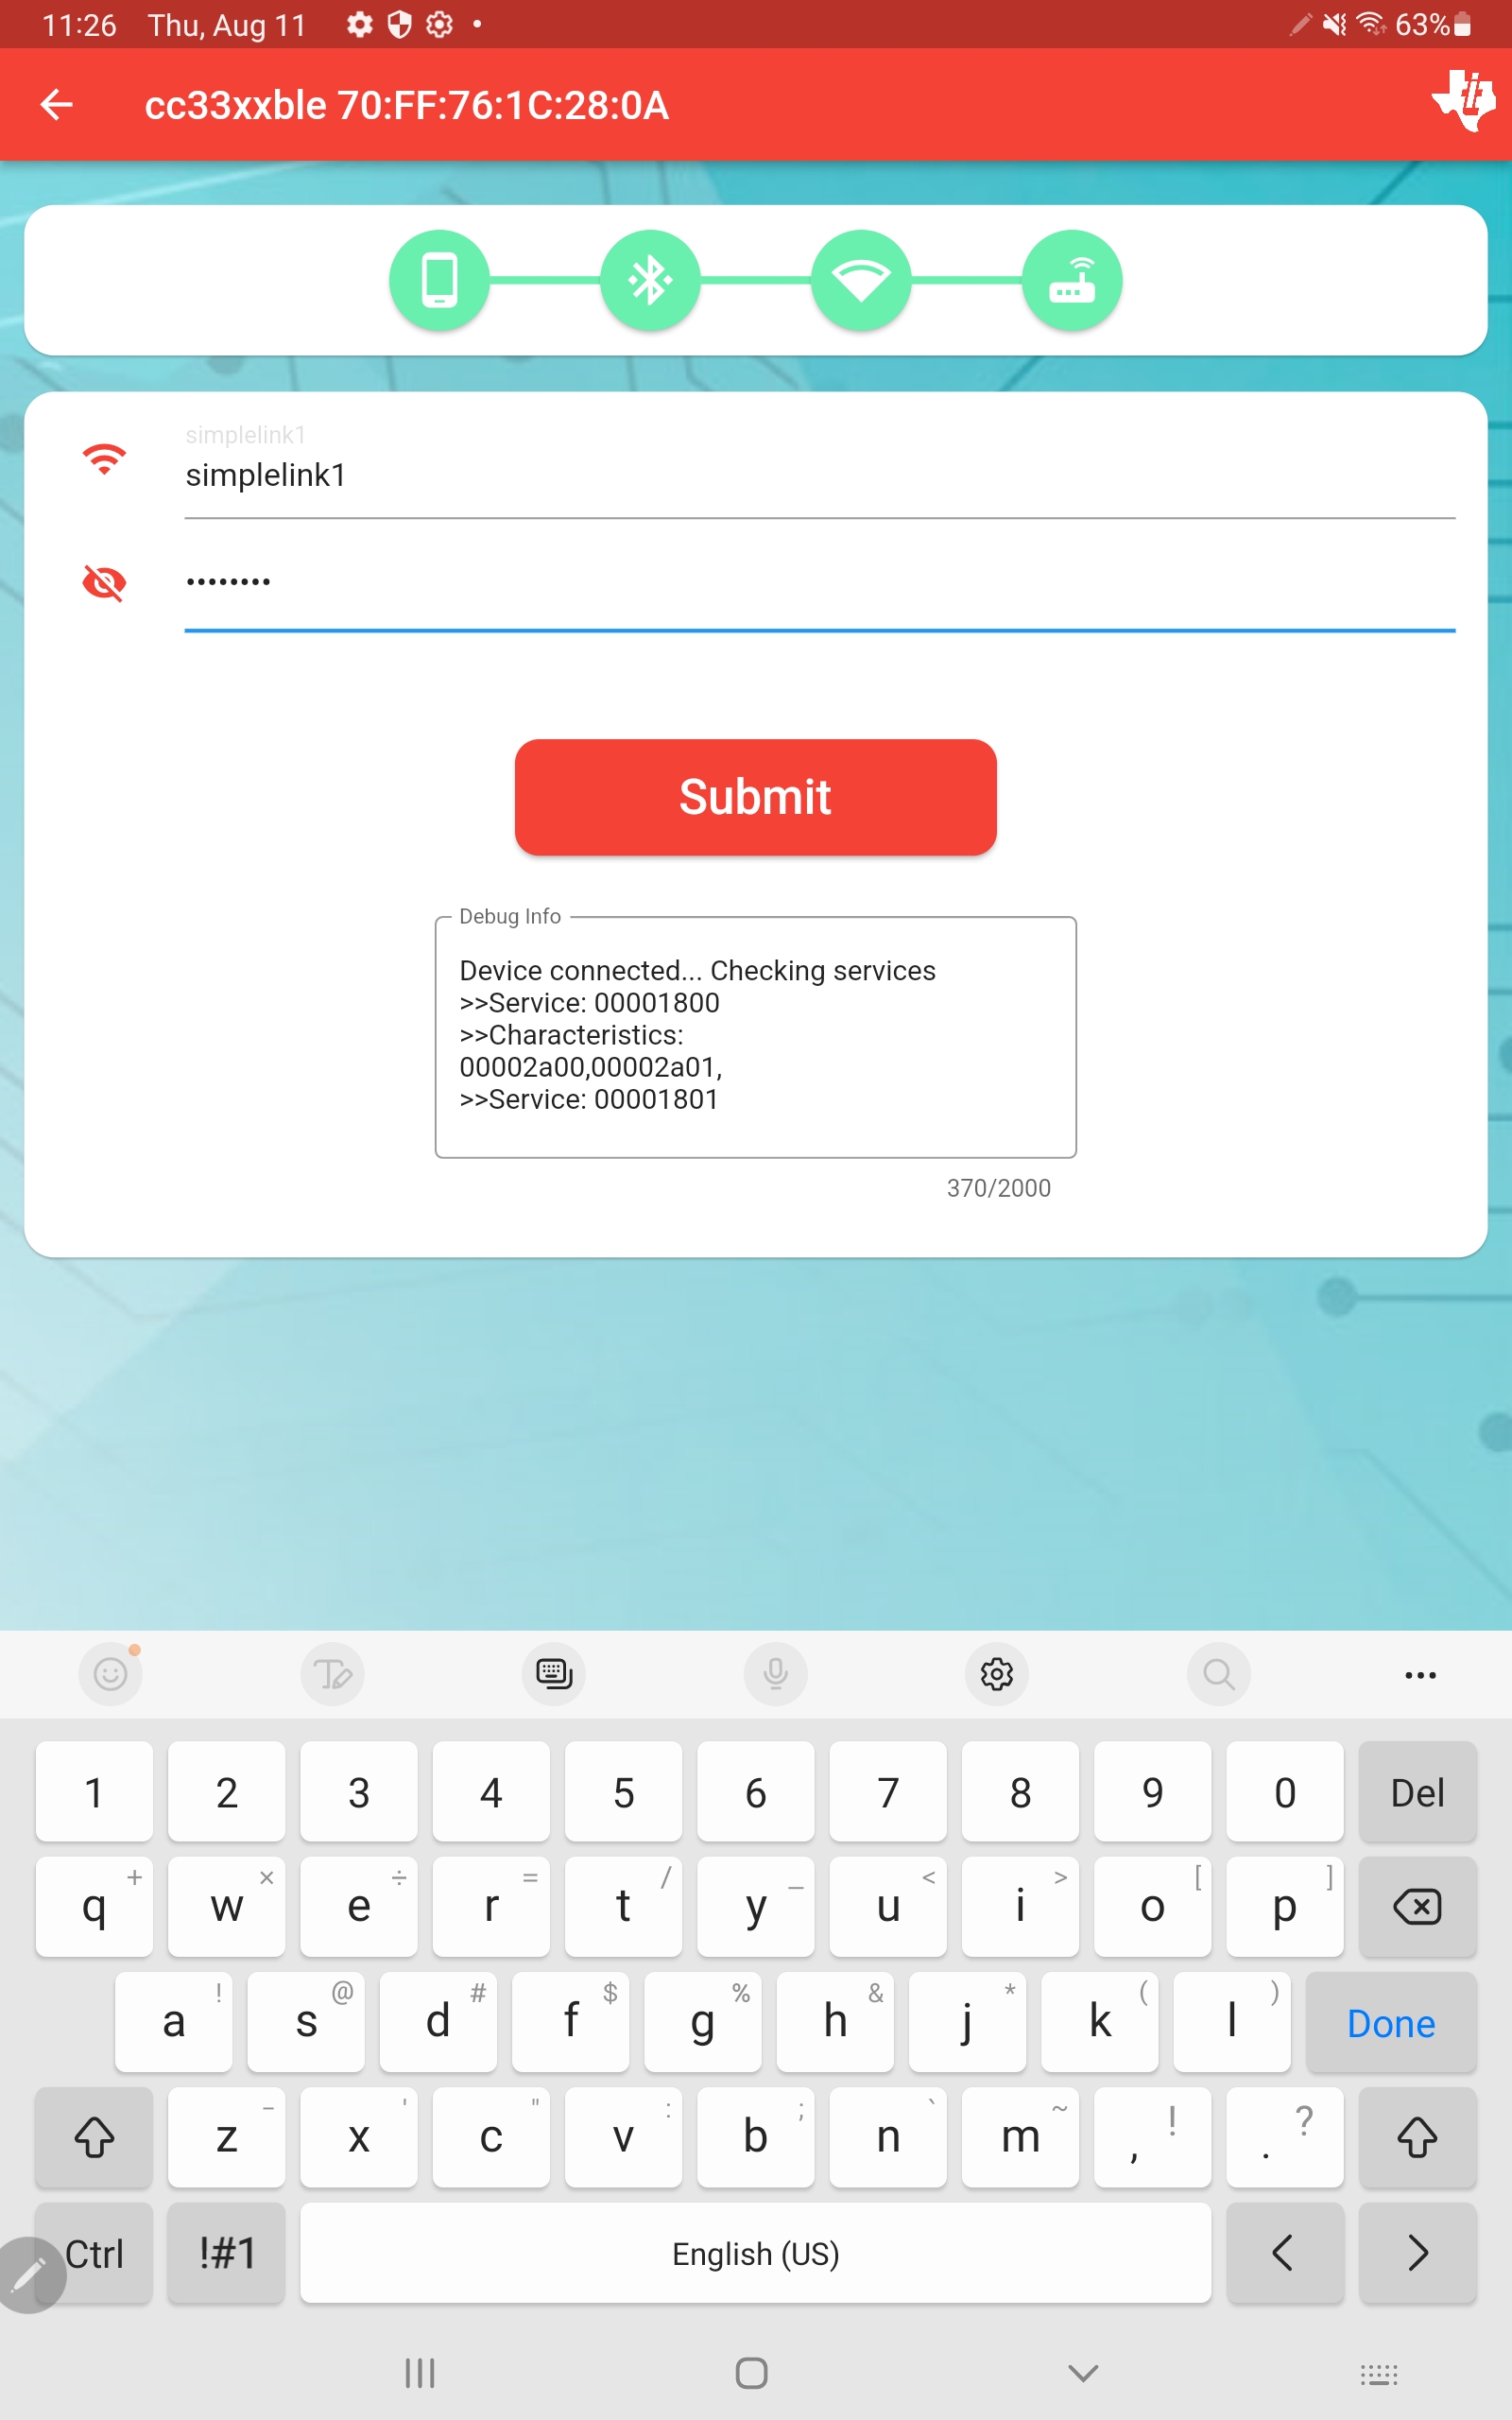 11:26 Thu, Aug 11 63%
cc33xxble 70:FF:76:1C:28:0A
simplelink1
simplelink1
••••••••
Submit
Debug Info
Device connected... Checking services
>>Service: 00001800
>>Characteristics:
00002a00,00002a01,
>>Service: 00001801
370/2000
1 2 3 4 5 6 7 8 9 0 Del
q + w × e ÷ r = t / y _ u < i > o [ p ]
a ! s @ d # f $ g % h & j * k ( l ) Done
z - x ' c " v : b ; n ` m ~ , ! . ?
Ctrl !#1 English (US) < >